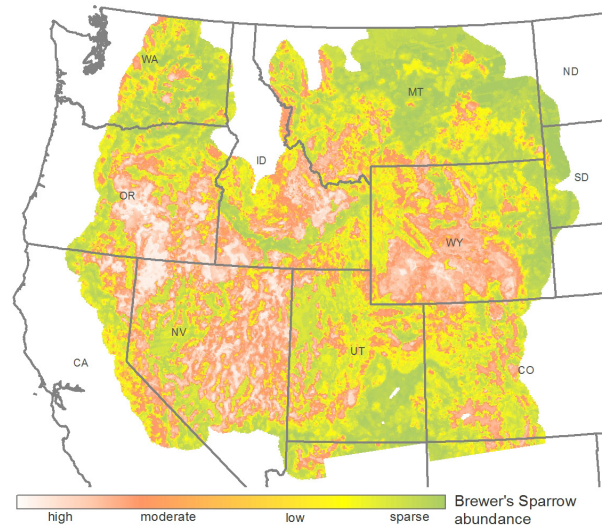 WA
MT
ND
ID
SD
OR
WY
NV
UT
CA
CO
high moderate low sparse
Brewer's Sparrow
abundance